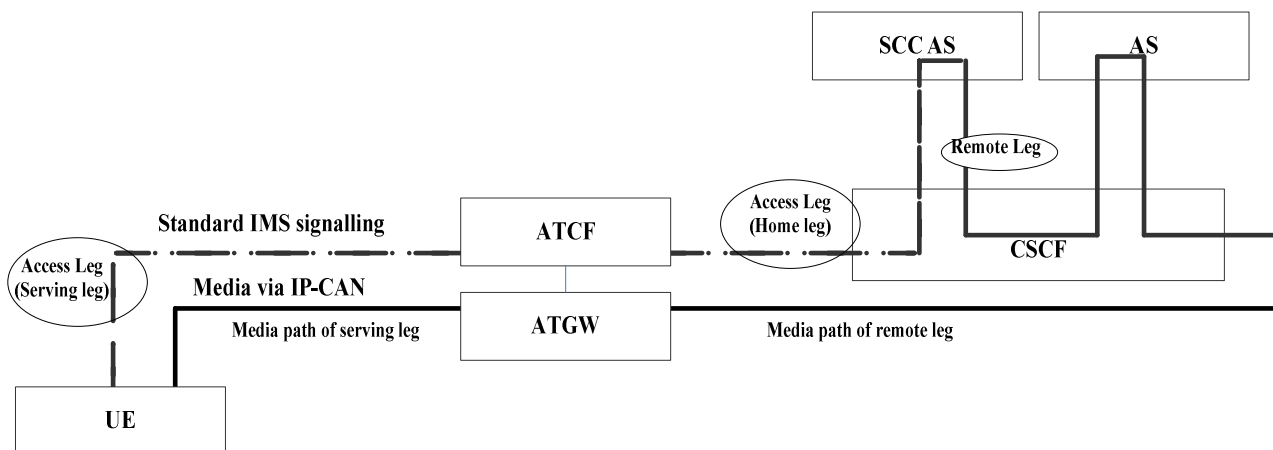 SCC AS
AS
Remote Leg
Access Leg
(Home leg)
Standard IMS signalling
ATCF
CSCF
Access Leg
(Serving leg)
Media via IP-CAN
Media path of serving leg
ATGW
Media path of remote leg
UE